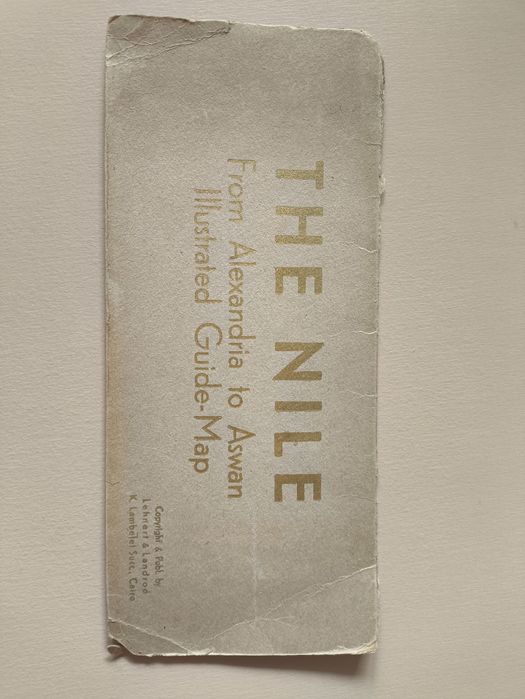 THE NILE
From Alexandria to Aswan
Illustrated Guide-Map
Copyright & Publ. by
Lehnert & Landrock
K. Lambelet Succ., Cairo